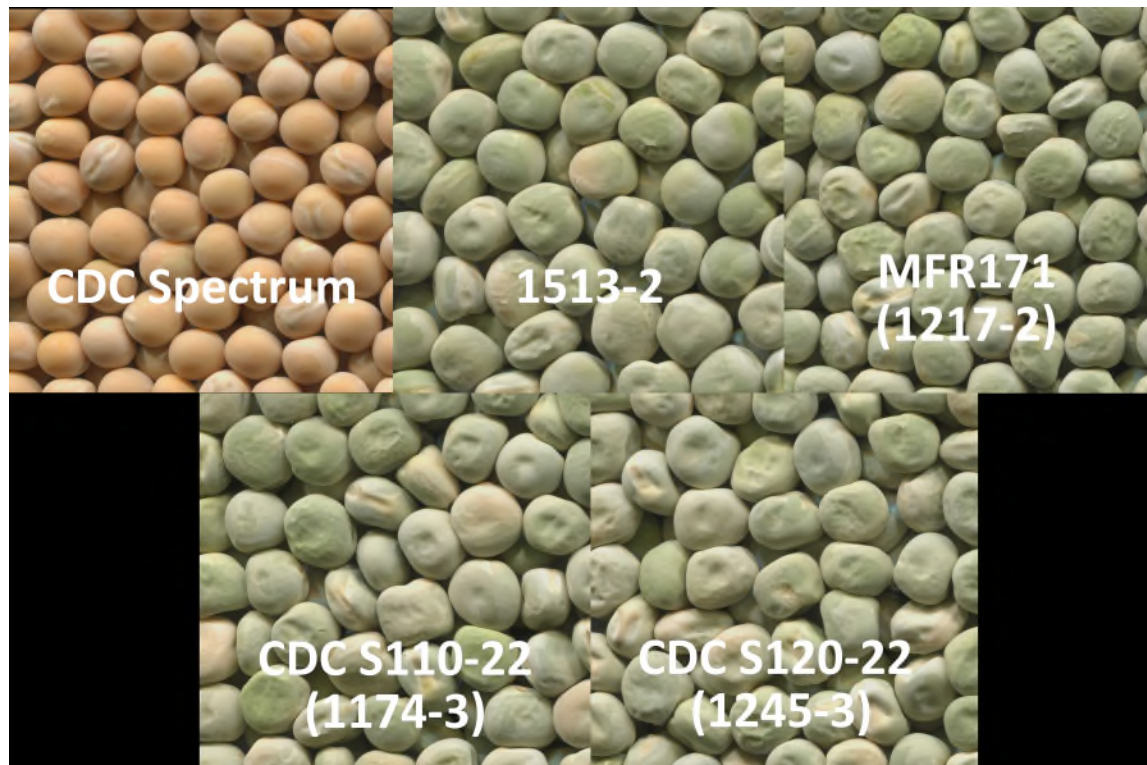 CDC Spectrum
1513-2
MFR171
(1217-2)
CDC S110-22
(1174-3)
CDC S120-22
(1245-3)